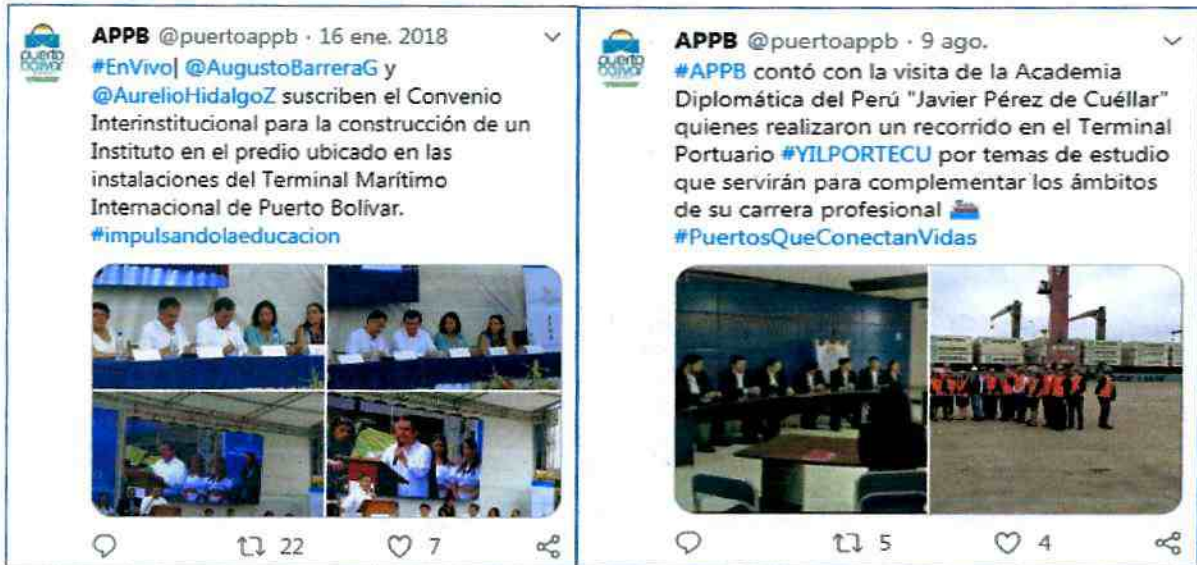 APPB @puertoappb · 16 ene. 2018
#EnVivo| @AugustoBarreraG y
@AurelioHidalgoZ suscriben el Convenio
Interinstitucional para la construcción de un
Instituto en el predio ubicado en las
instalaciones del Terminal Marítimo
Internacional de Puerto Bolívar.
#impulsandolaeducacion
22
7
puerto
bolívar
APPB @puertoappb · 9 ago.
#APPB contó con la visita de la Academia
Diplomática del Perú "Javier Pérez de Cuéllar"
quienes realizaron un recorrido en el Terminal
Portuario #YILPORTECU por temas de estudio
que servirán para complementar los ámbitos
de su carrera profesional
#PuertosQueConectanVidas
5
4
puerto
bolívar